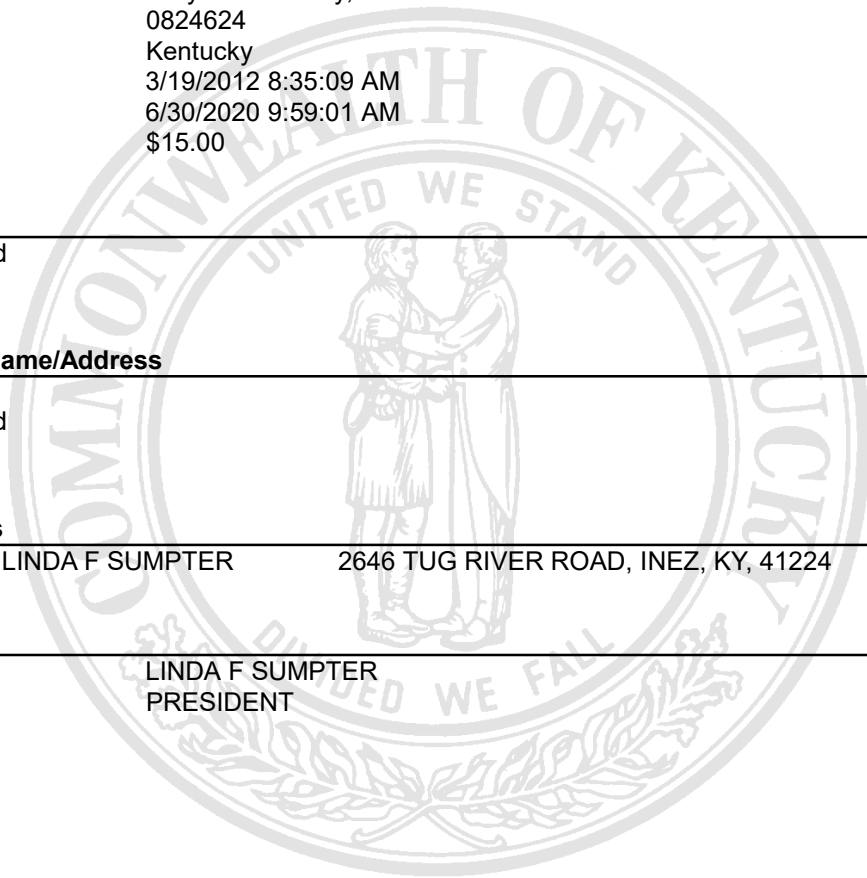 0824624
Kentucky
3/19/2012 8:35:09 AM
6/30/2020 9:59:01 AM
$15.00
ame/Address
LINDA F SUMPTER 2646 TUG RIVER ROAD, INEZ, KY, 41224
LINDA F SUMPTER
PRESIDENT
COMMONWEALTH OF KENTUCKY
UNITED WE STAND
DIVIDED WE FALL